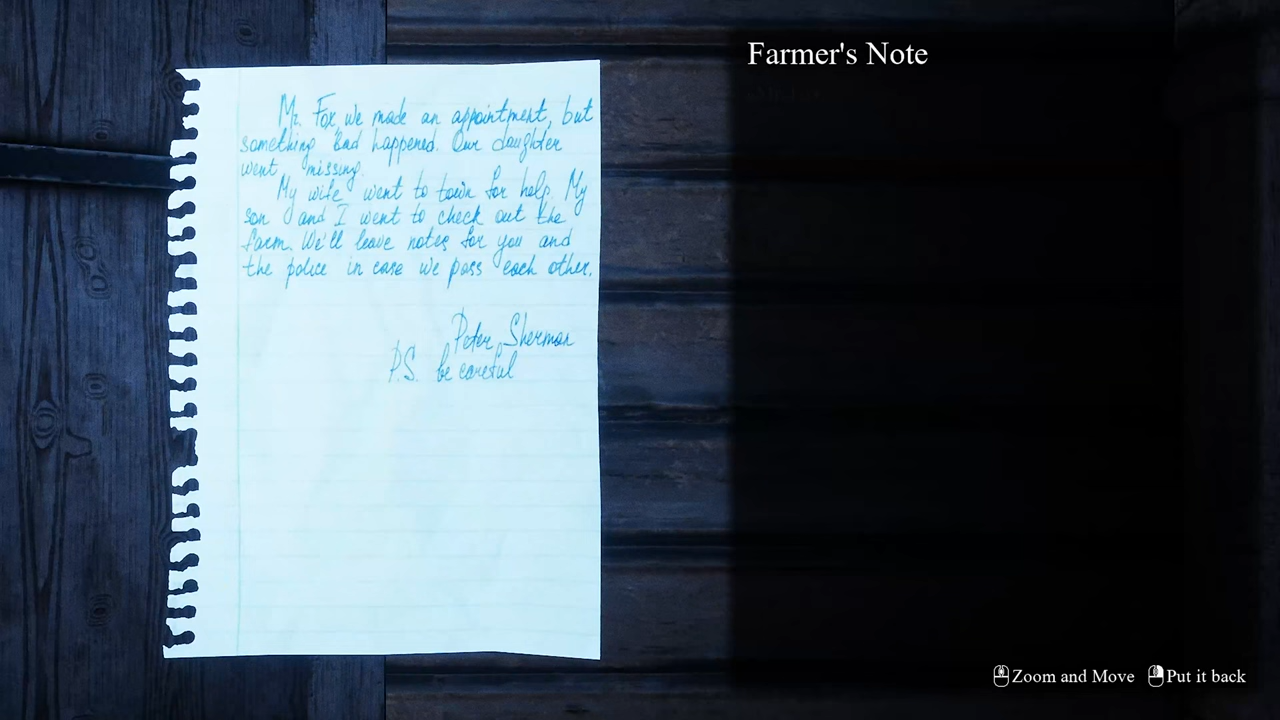 Farmer's Note
Mr. Fox, we made an appointment, but
something bad happened. Our daughter
went missing.
My wife went to town for help. My
son and I went to check out the
farm. We'll leave notes for you and
the police in case we pass each other.
Peter Sherman
P.S. be careful
Zoom and Move
Put it back